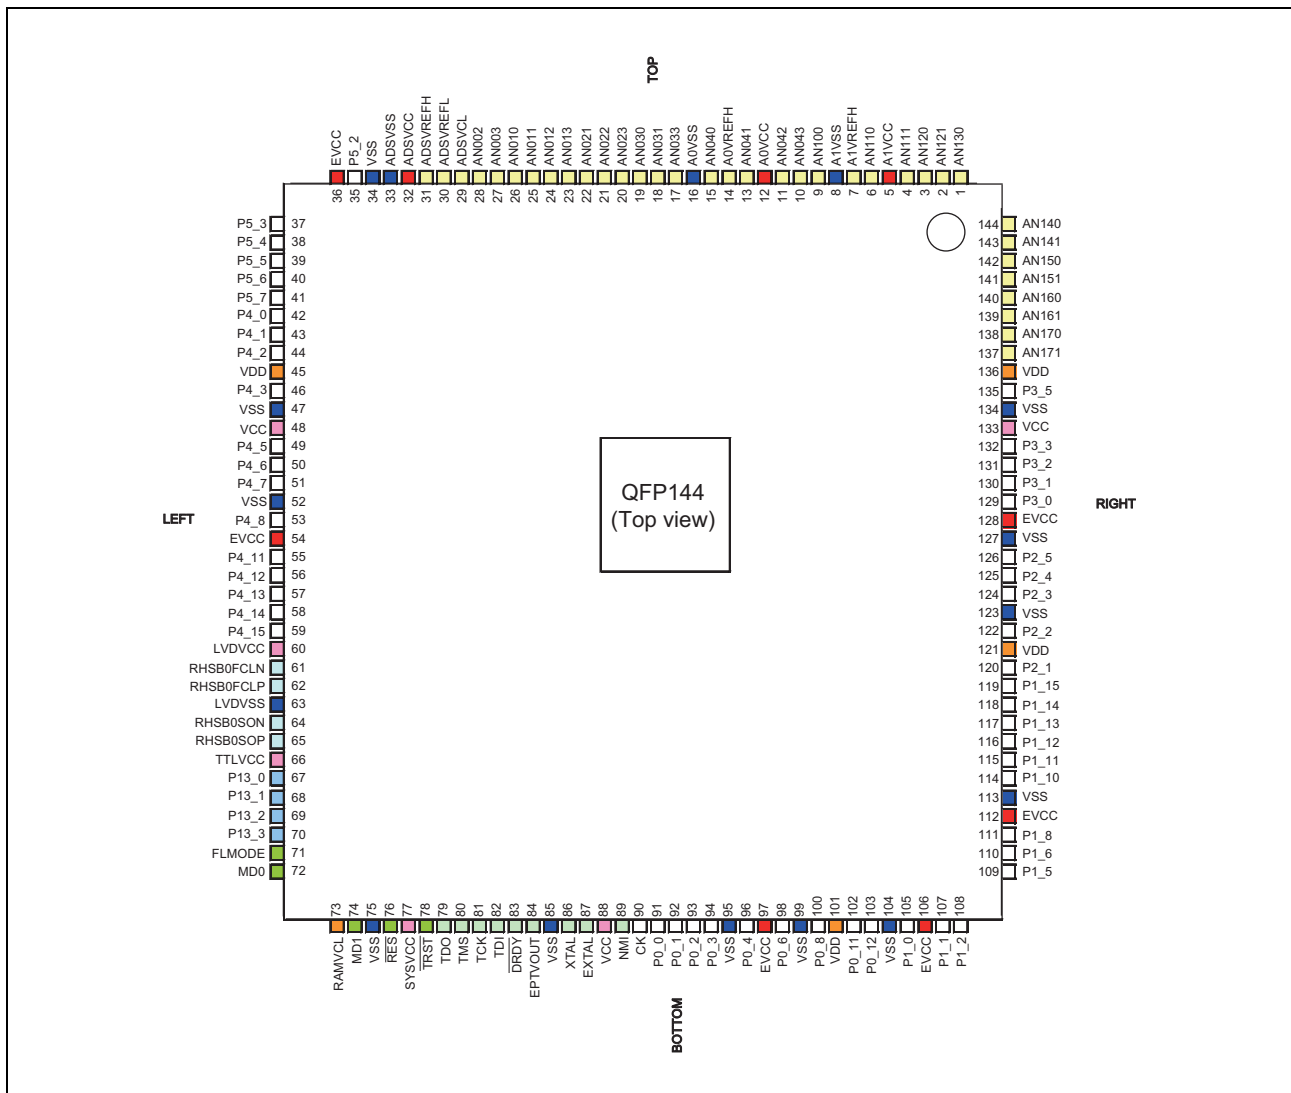 TOP
EVCC
P5_2
VSS
ADSVSS
ADSVCC
ADSVREFH
ADSVREFL
ADSVCL
AN002
AN003
AN010
AN011
AN012
AN013
AN021
AN022
AN023
AN030
AN031
AN033
A0VSS
AN040
A0VREFH
AN041
A0VCC
AN042
AN043
AN100
A1VSS
A1VREFH
AN110
A1VCC
AN111
AN120
AN121
AN130
36
35
34
33
32
31
30
29
28
27
26
25
24
23
22
21
20
19
18
17
16
15
14
13
12
11
10
9
8
7
6
5
4
3
2
1
LEFT
P5_3 37
P5_4 38
P5_5 39
P5_6 40
P5_7 41
P4_0 42
P4_1 43
P4_2 44
VDD 45
P4_3 46
VSS 47
VCC 48
P4_5 49
P4_6 50
P4_7 51
VSS 52
P4_8 53
EVCC 54
P4_11 55
P4_12 56
P4_13 57
P4_14 58
P4_15 59
LVDVCC 60
RHSB0FCLN 61
RHSB0FCLP 62
LVDVSS 63
RHSB0SON 64
RHSB0SOP 65
TTLVCC 66
P13_0 67
P13_1 68
P13_2 69
P13_3 70
FLMODE 71
MD0 72
QFP144
(Top view)
144 AN140
143 AN141
142 AN150
141 AN151
140 AN160
139 AN161
138 AN170
137 AN171
136 VDD
135 P3_5
134 VSS
133 VCC
132 P3_3
131 P3_2
130 P3_1
129 P3_0
128 EVCC
127 VSS
126 P2_5
125 P2_4
124 P2_3
123 VSS
122 P2_2
121 VDD
120 P2_1
119 P1_15
118 P1_14
117 P1_13
116 P1_12
115 P1_11
114 P1_10
113 VSS
112 EVCC
111 P1_8
110 P1_6
109 P1_5
RIGHT
73
74
75
76
77
78
79
80
81
82
83
84
85
86
87
88
89
90
91
92
93
94
95
96
97
98
99
100
101
102
103
104
105
106
107
108
RAMVCL
MD1
VSS
RES
SYSVCC
TRST
TDO
TMS
TCK
TDI
DRDY
EPTVOUT
VSS
XTAL
EXTAL
VCC
NMI
CK
P0_0
P0_1
P0_2
P0_3
VSS
P0_4
EVCC
P0_6
VSS
P0_8
VDD
P0_11
P0_12
VSS
P1_0
EVCC
P1_1
P1_2
BOTTOM